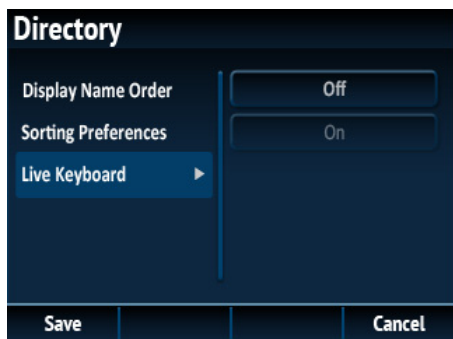 Directory
Display Name Order
Off
Sorting Preferences
On
Live Keyboard
Save
Cancel